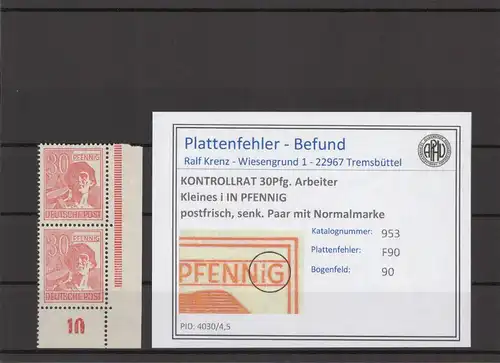 Plattenfehler - Befund
Ralf Krenz - Wiesengrund 1 - 22967 Tremsbüttel
KONTROLLRAT 30Pfg. Arbeiter
Kleines i IN PFENNIG
postfrisch, senk. Paar mit Normalmarke
Katalognummer: 953
Plattenfehler: F90
Bogenfeld: 90
PFENNiG
PID: 4030/4,5
30 PFENNIG
DEUTSCHE POST
30 PFENNIG
DEUTSCHE POST